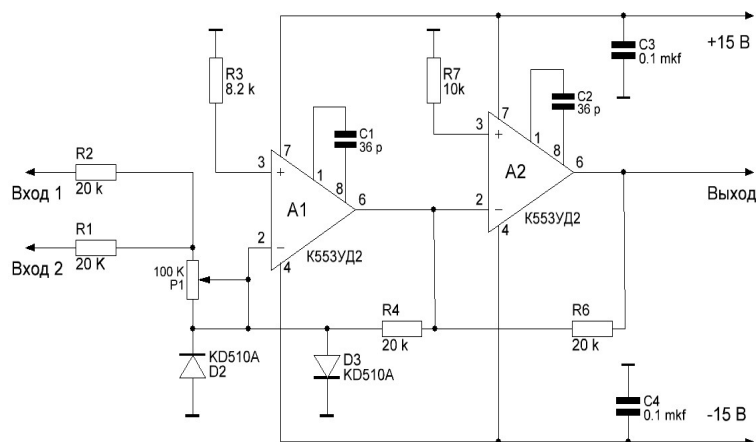 R3
8.2 k
R7
10k
C3
0.1 mkf
+15 В
C1
36 p
C2
36 p
7
3
+
1
8
6
A1
2
−
4
К553УД2
7
3
+
1
8
6
A2
2
−
4
К553УД2
R2
20 k
Вход 1
R1
20 K
Вход 2
100 K
P1
Выход
R4
20 k
R6
20 k
KD510A
D2
D3
KD510A
C4
0.1 mkf
-15 В